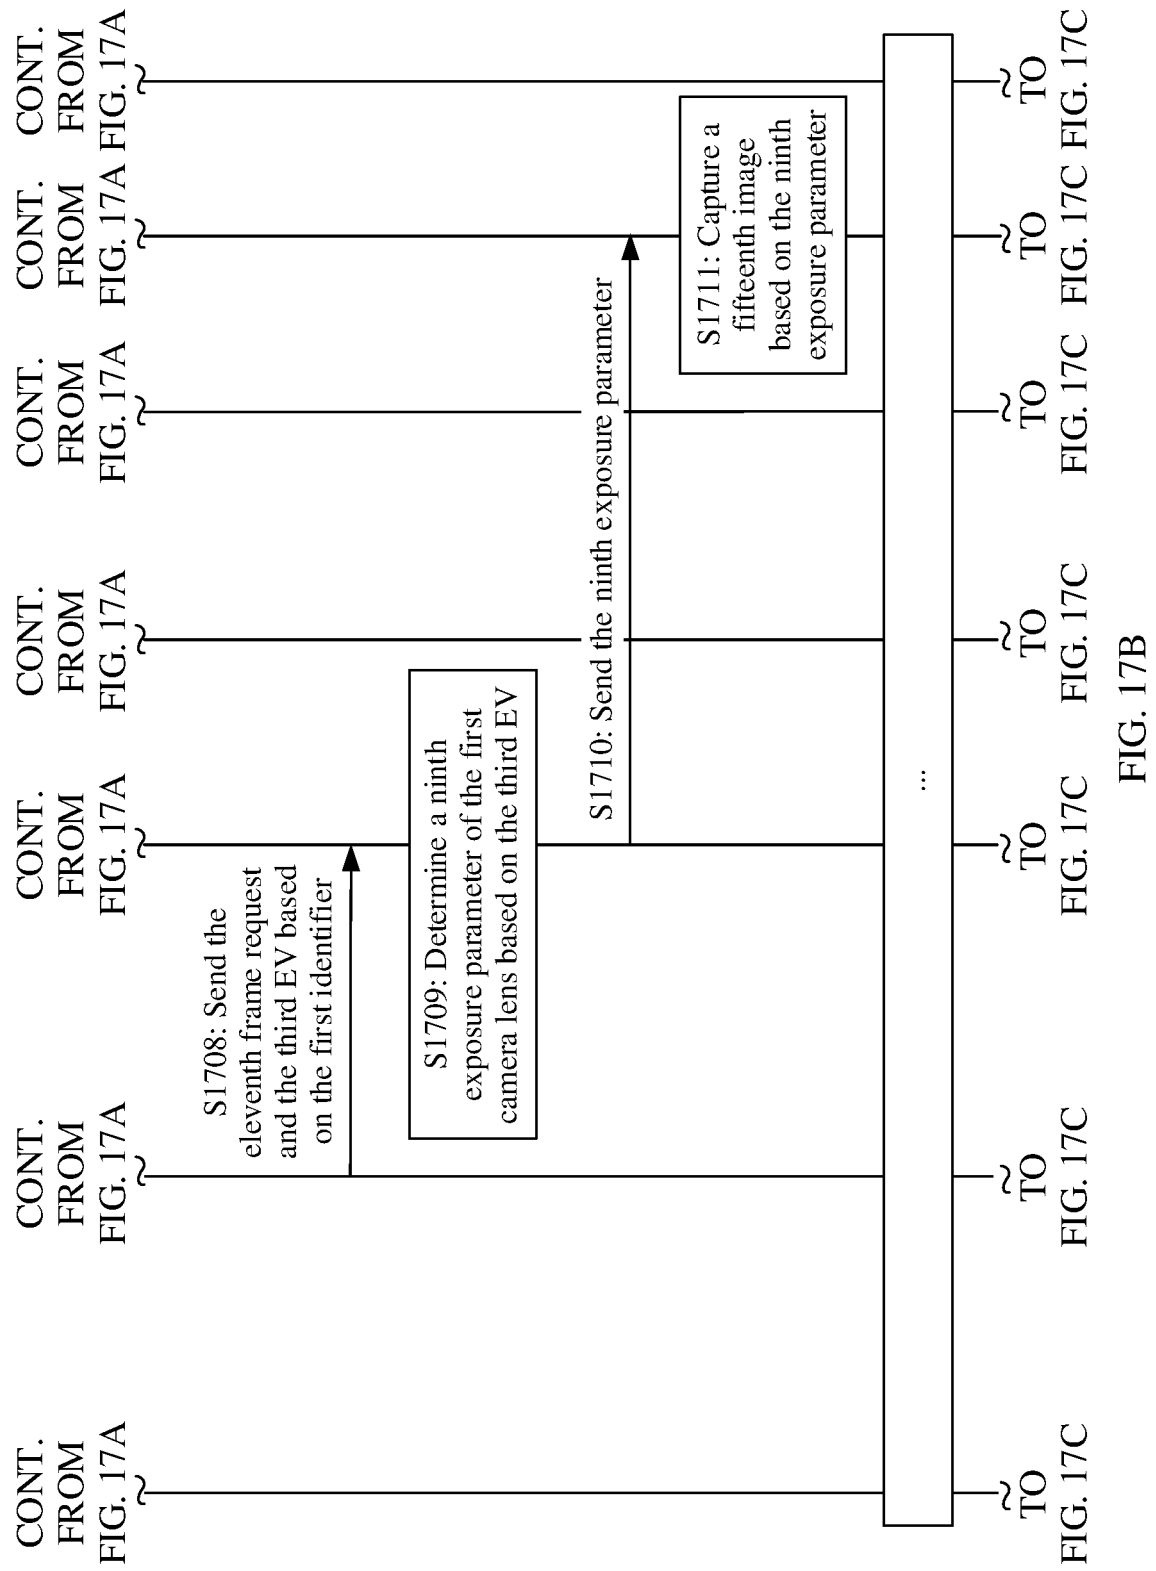 CONT.
FROM
FIG. 17A
CONT.
FROM
FIG. 17A
CONT.
FROM
FIG. 17A
CONT.
FROM
FIG. 17A
CONT.
FROM
FIG. 17A
CONT.
FROM
FIG. 17A
CONT.
FROM
FIG. 17A
S1708: Send the
eleventh frame request
and the third EV based
on the first identifier
S1709: Determine a ninth
exposure parameter of the first
camera lens based on the third EV
S1710: Send the ninth exposure parameter
S1711: Capture a
fifteenth image
based on the ninth
exposure parameter
...
TO
FIG. 17C
TO
FIG. 17C
TO
FIG. 17C
TO
FIG. 17C
TO
FIG. 17C
TO
FIG. 17C
TO
FIG. 17C
FIG. 17B